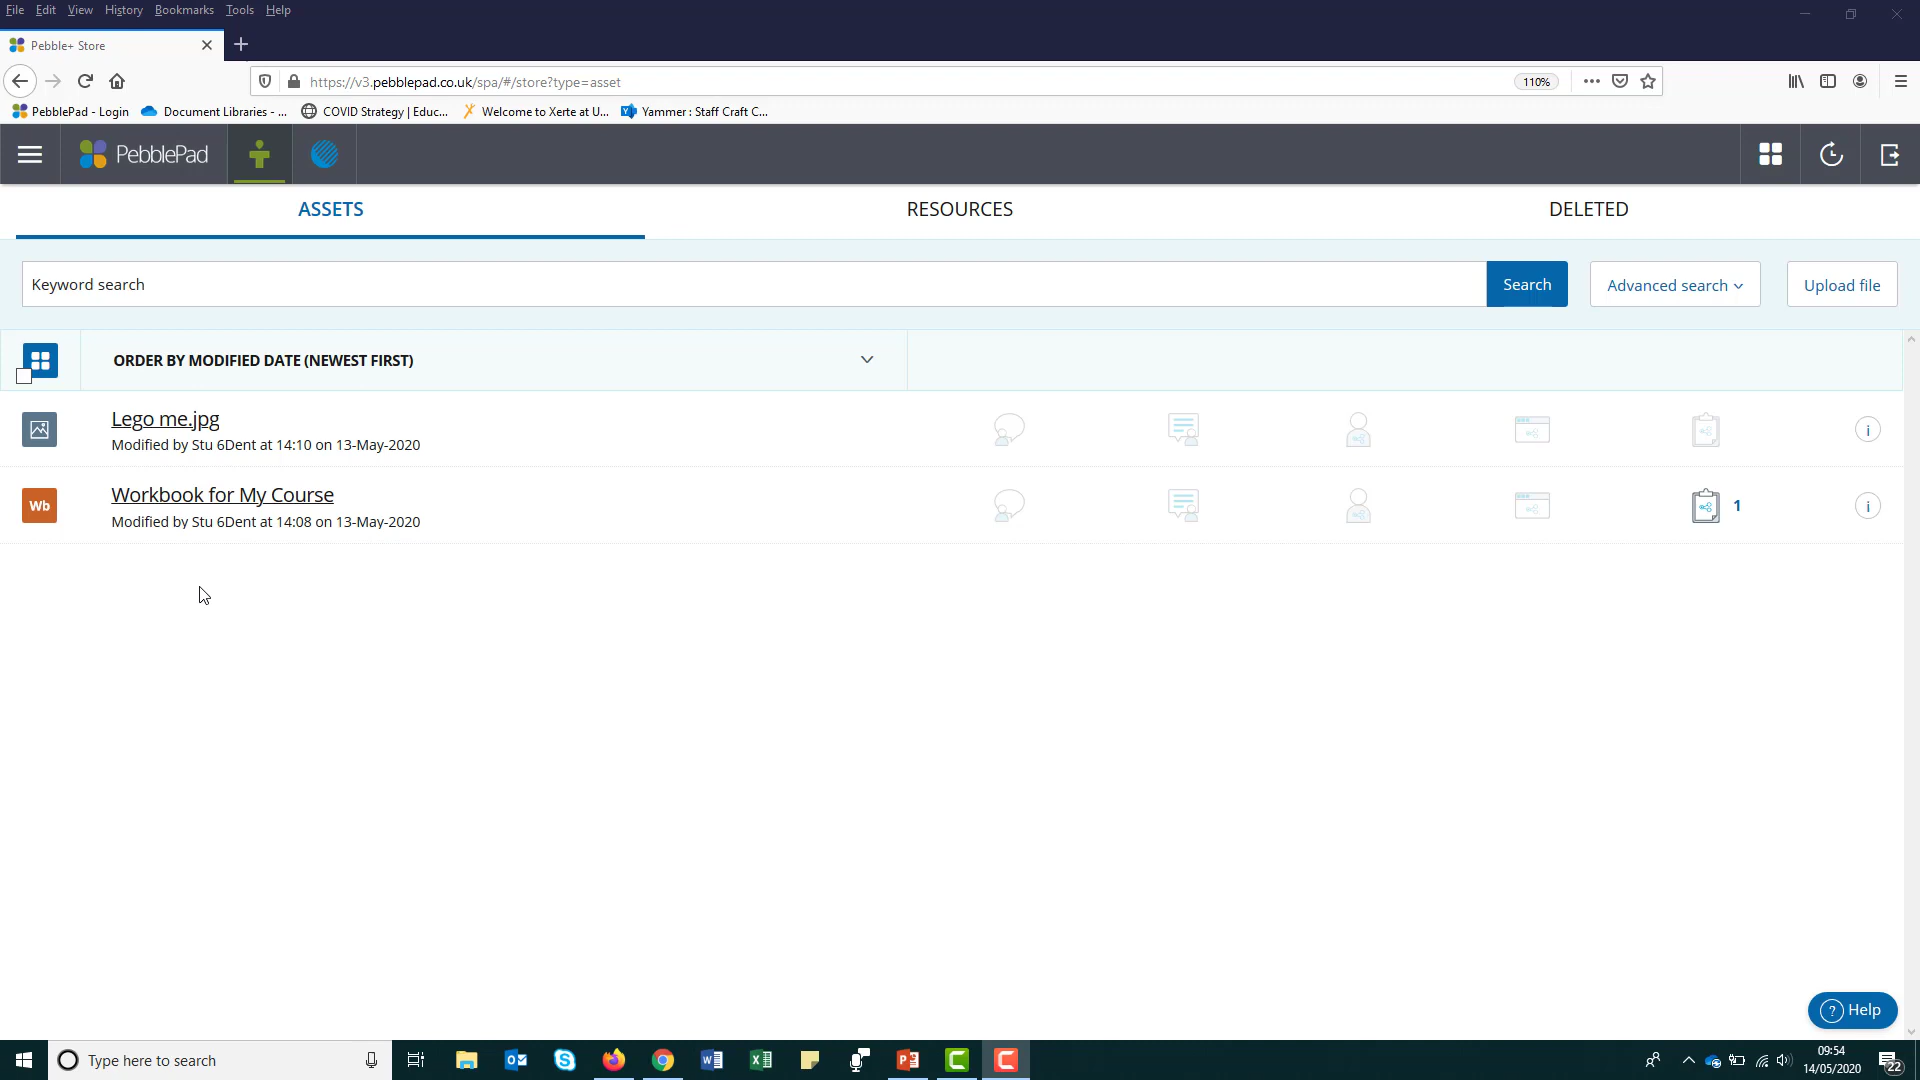 File Edit View History Bookmarks Tools Help
Pebble+ Store
https://v3.pebblepad.co.uk/spa/#/store?type=asset
110%
PebblePad - Login
Document Libraries - ...
COVID Strategy | Educ...
Welcome to Xerte at U...
Yammer : Staff Craft C...
PebblePad
ASSETS
RESOURCES
DELETED
Keyword search
Search
Advanced search
Upload file
ORDER BY MODIFIED DATE (NEWEST FIRST)
Lego me.jpg
Modified by Stu 6Dent at 14:10 on 13-May-2020
i
Wb
Workbook for My Course
Modified by Stu 6Dent at 14:08 on 13-May-2020
1
i
? Help
Type here to search
09:54
14/05/2020
22